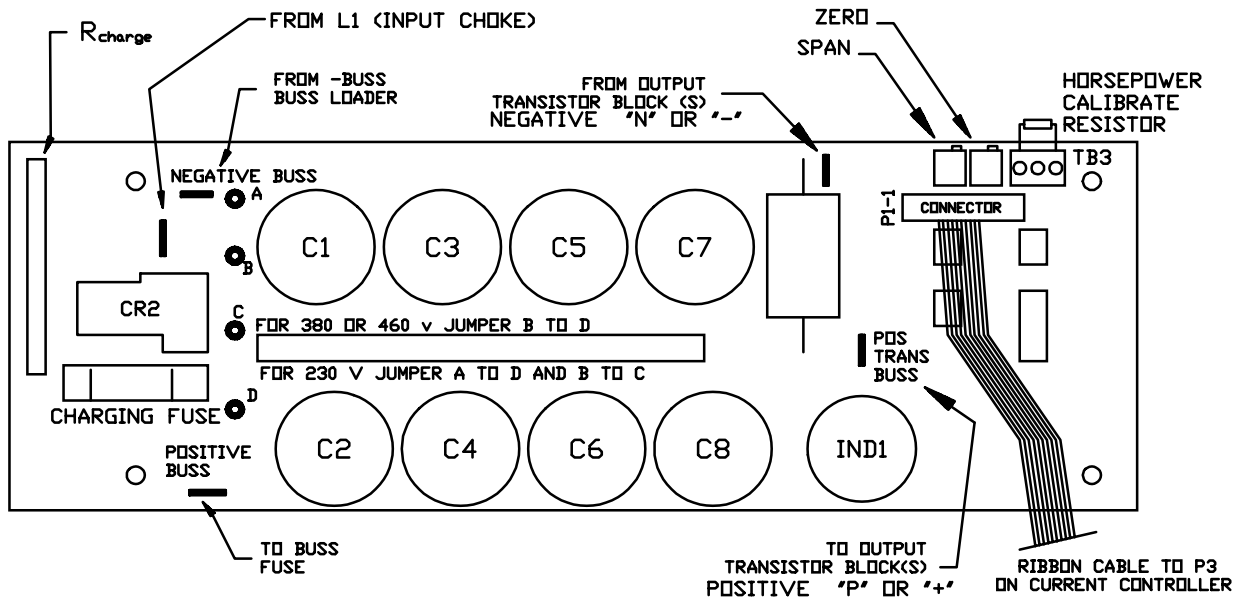 Rcharge
FROM L1 (INPUT CHOKE)
FROM -BUSS
BUSS LOADER
FROM OUTPUT
TRANSISTOR BLOCK (S)
NEGATIVE "N" OR "-"
ZERO
SPAN
HORSEPOWER
CALIBRATE
RESISTOR
TB3
NEGATIVE BUSS
A
B
C
D
C1
C3
C5
C7
P1-1
CONNECTOR
CR2
FOR 380 OR 460 v JUMPER B TO D
FOR 230 V JUMPER A TO D AND B TO C
POS
TRANS
BUSS
CHARGING FUSE
POSITIVE
BUSS
C2
C4
C6
C8
IND1
TO BUSS
FUSE
TO OUTPUT
TRANSISTOR BLOCK(S)
POSITIVE "P" OR "+"
RIBBON CABLE TO P3
ON CURRENT CONTROLLER